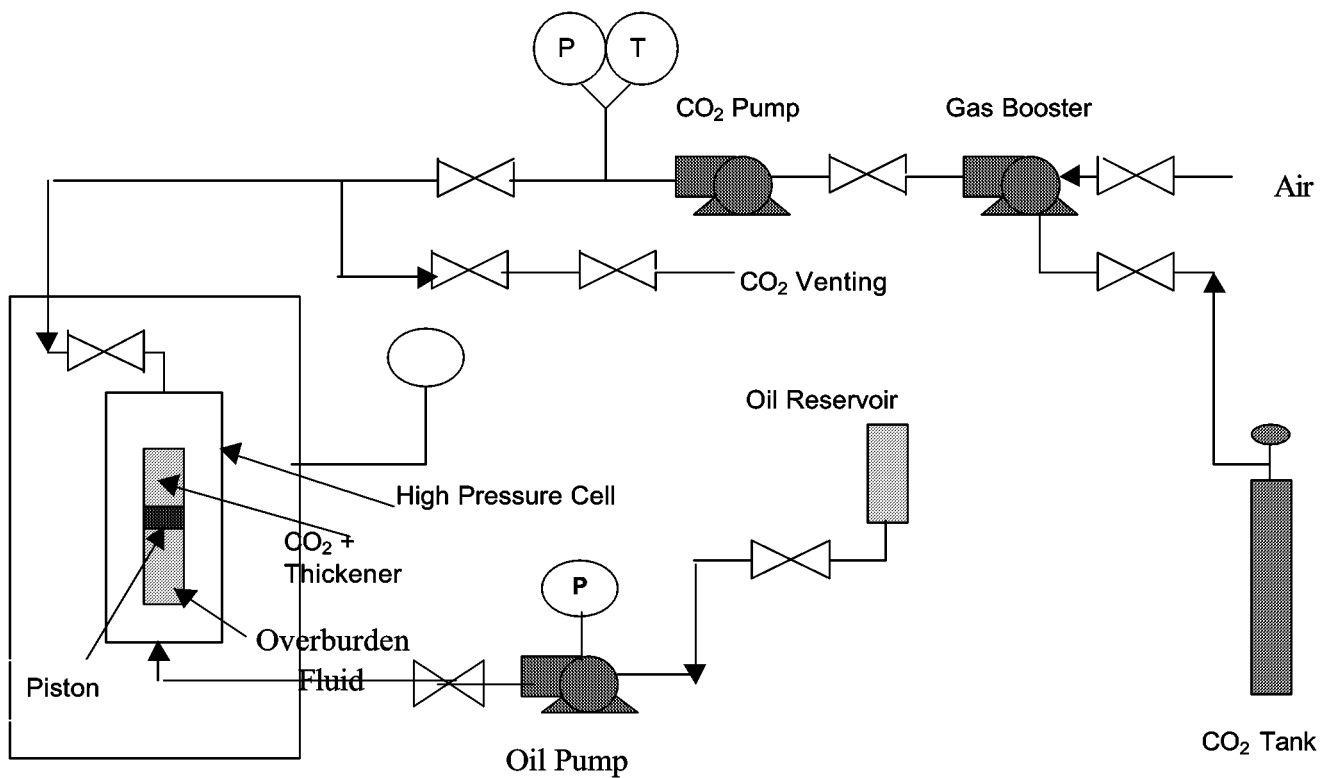 P T
CO₂ Pump
Gas Booster
Air
CO₂ Venting
Oil Reservoir
High Pressure Cell
CO₂ +
Thickener
P
Overburden
Fluid
Piston
Oil Pump
CO₂ Tank